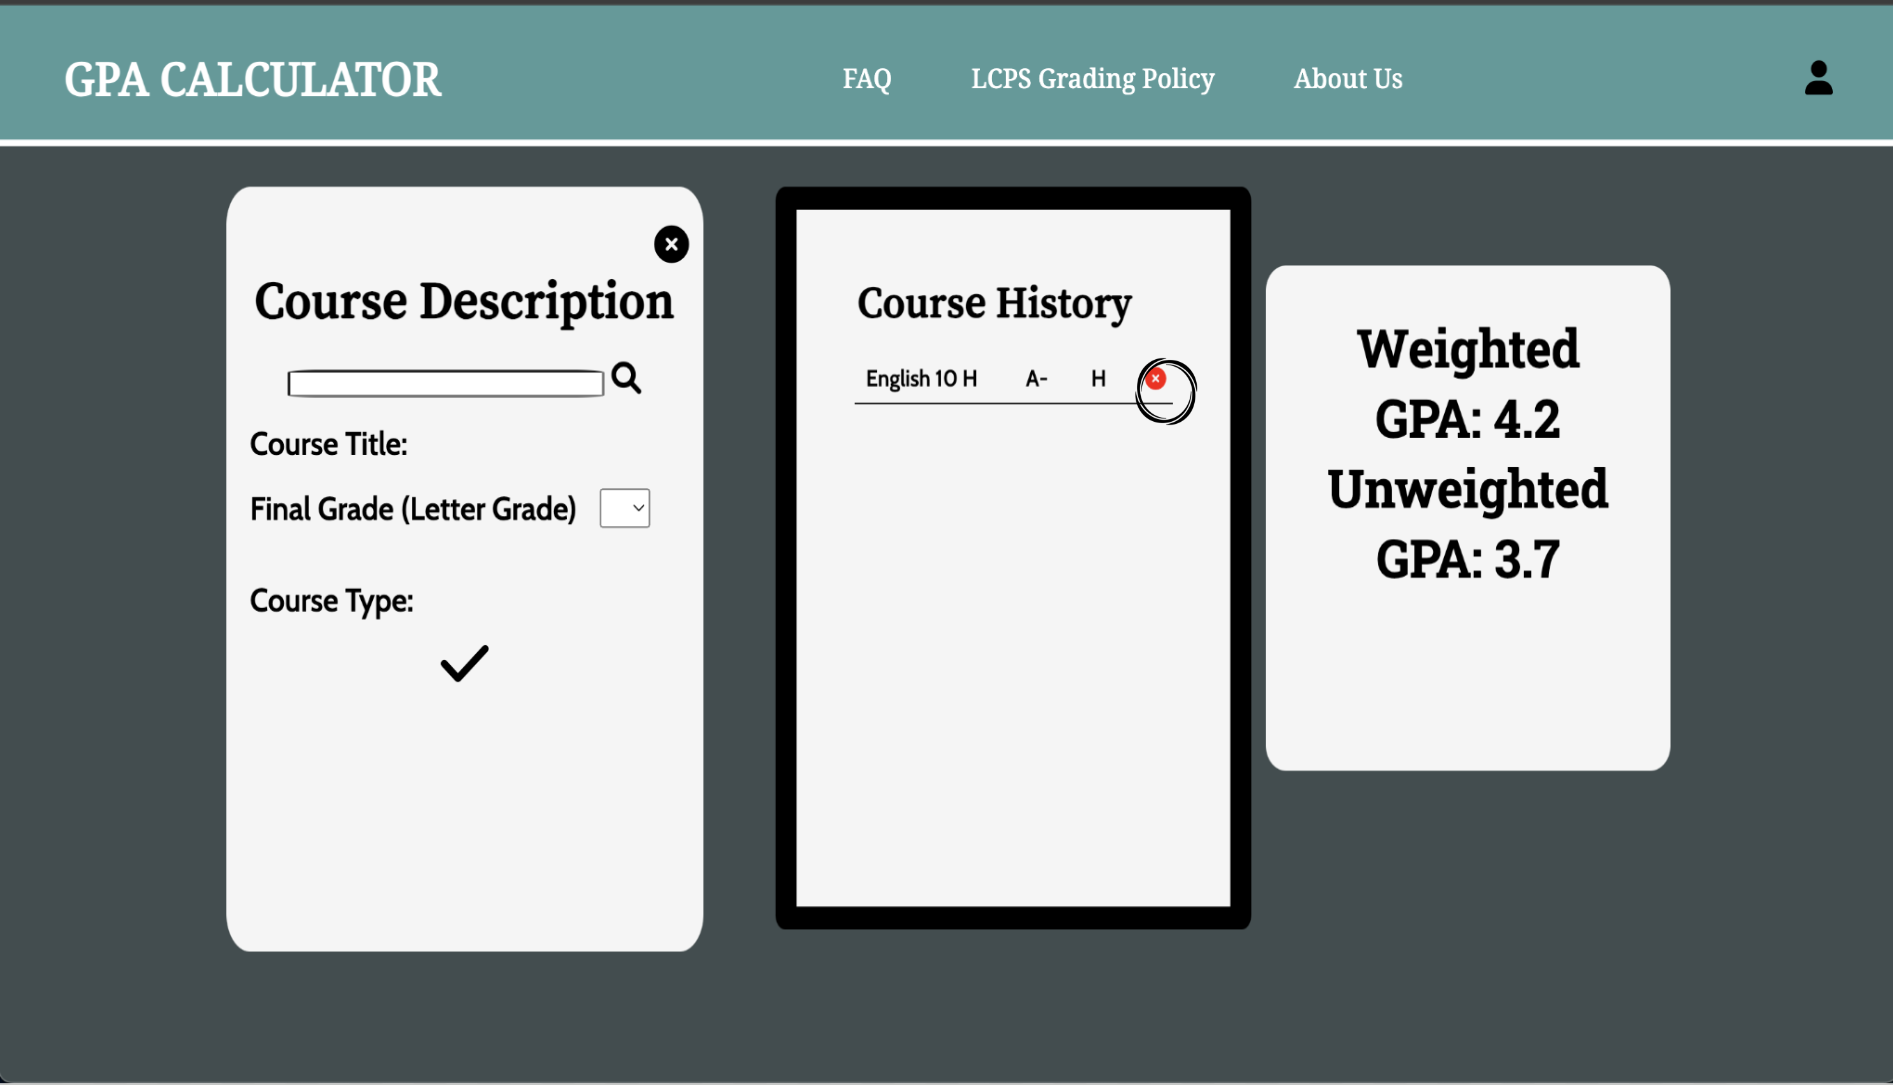 GPA CALCULATOR
FAQ
LCPS Grading Policy
About Us
Course Description
Course Title:
Final Grade (Letter Grade)
Course Type:
Course History
English 10 H A- H
Weighted
GPA: 4.2
Unweighted
GPA: 3.7